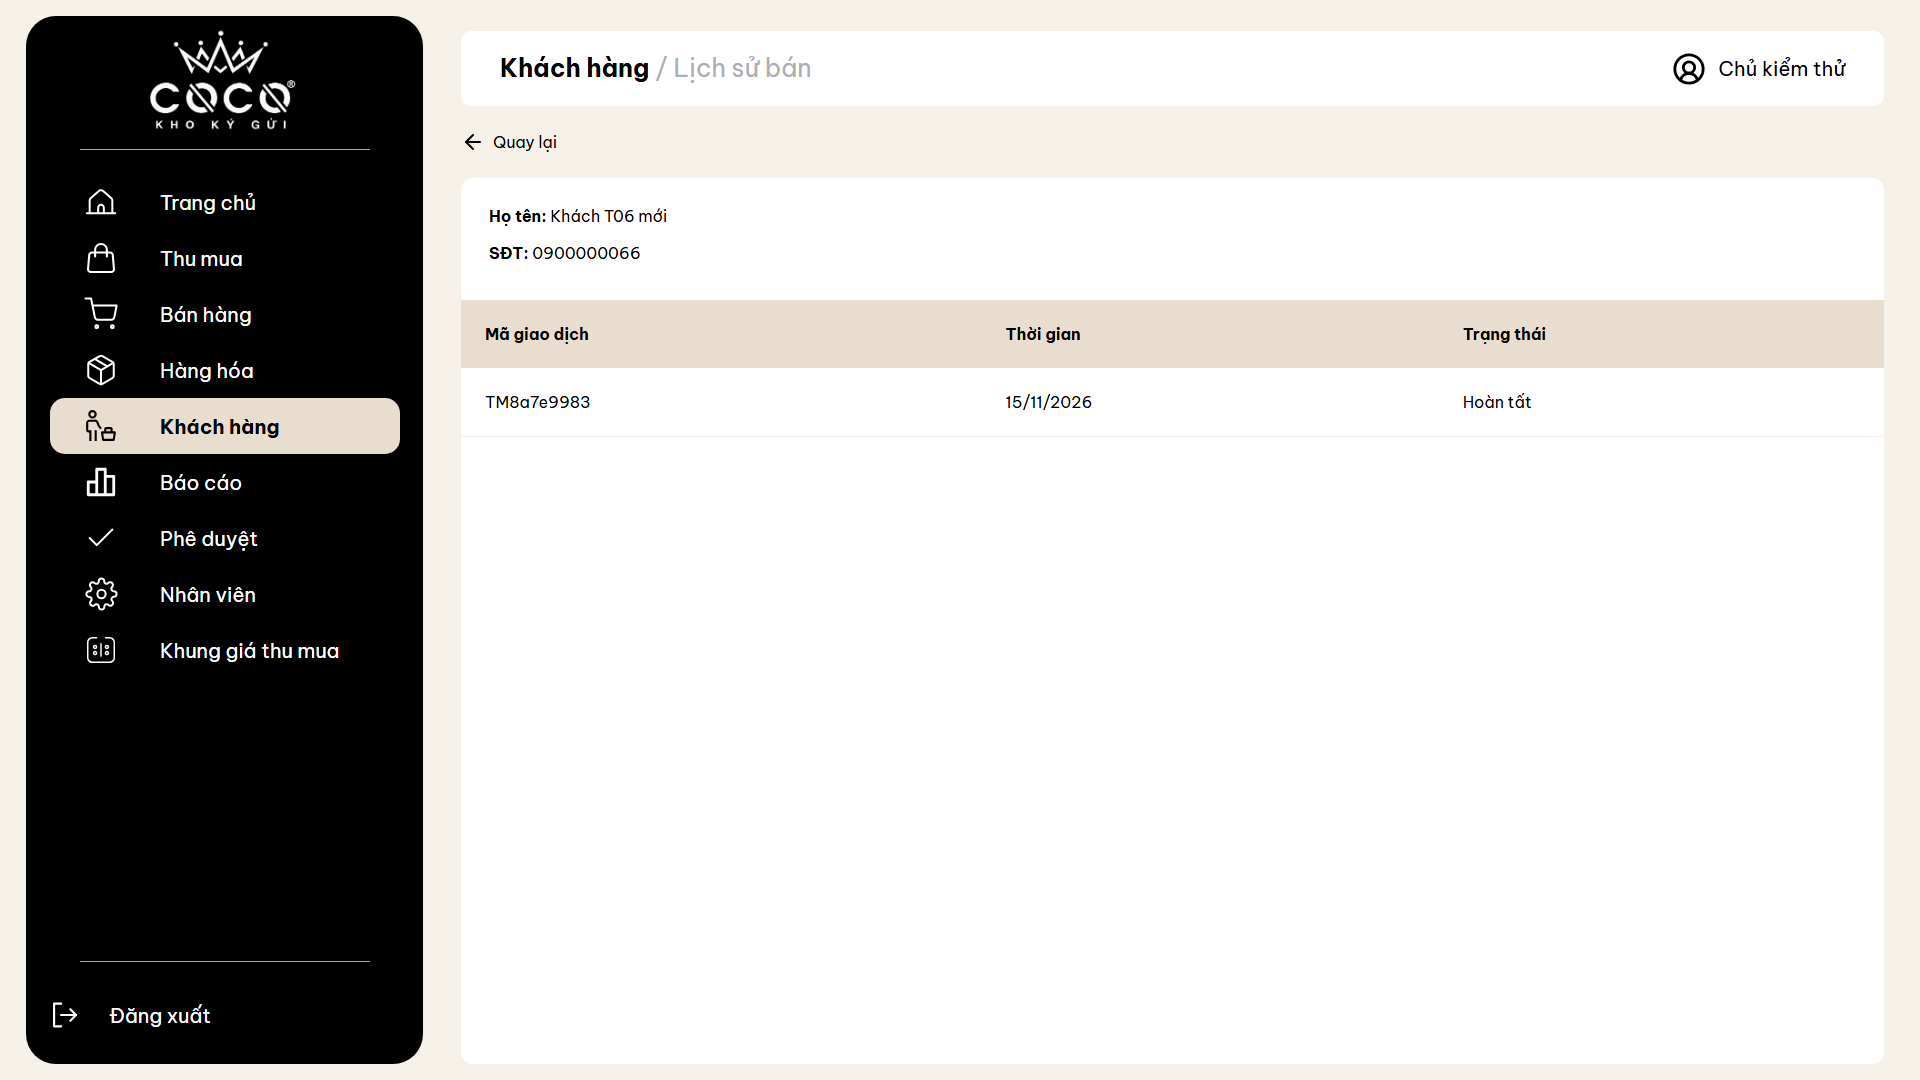 COCO®
KHO KÝ GỬI
Trang chủ
Thu mua
Bán hàng
Hàng hóa
Khách hàng
Báo cáo
Phê duyệt
Nhân viên
Khung giá thu mua
Đăng xuất
Khách hàng / Lịch sử bán
Chủ kiểm thử
Quay lại
Họ tên: Khách T06 mới
SĐT: 0900000066
Mã giao dịch Thời gian Trạng thái
TM8a7e9983 15/11/2026 Hoàn tất